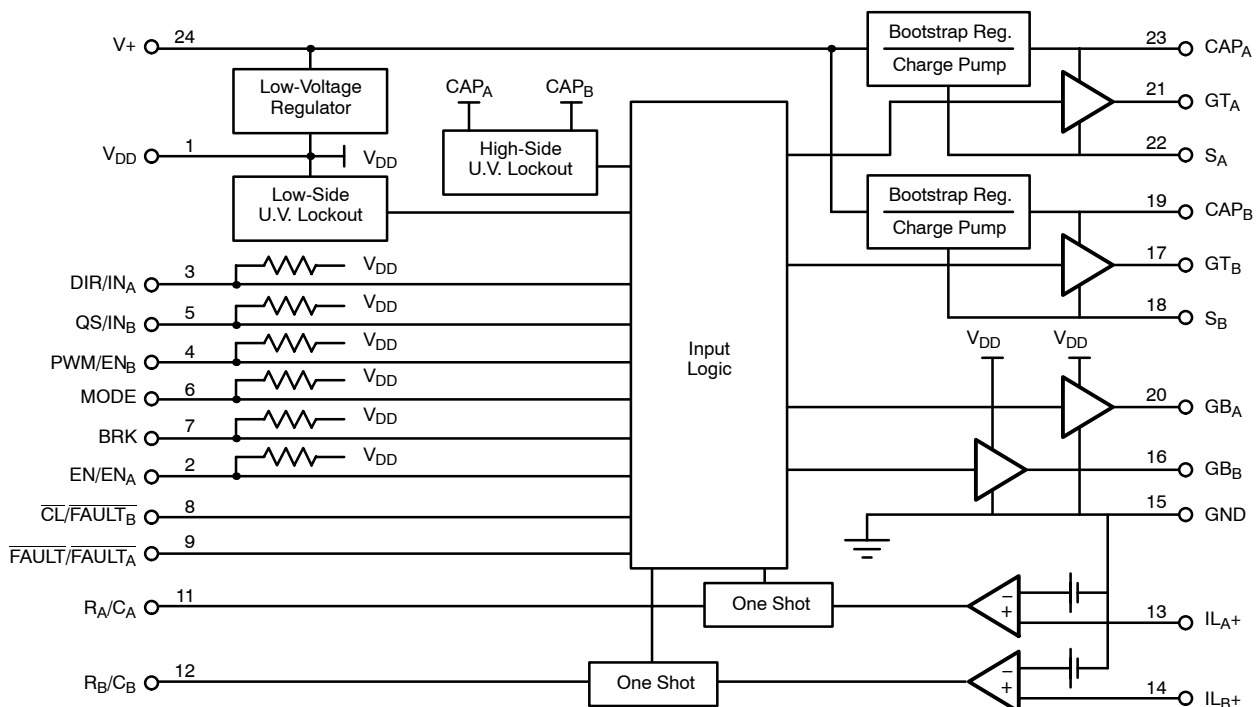 V+ 24
Bootstrap Reg.
Charge Pump
23 CAPA
Low-Voltage
Regulator
CAPA CAPB
21 GTA
VDD 1
VDD
High-Side
U.V. Lockout
22 SA
Low-Side
U.V. Lockout
Bootstrap Reg.
Charge Pump
19 CAPB
DIR/INA 3 VDD
17 GTB
QS/INB 5 VDD
18 SB
PWM/ENB 4 VDD
Input
Logic
VDD VDD
MODE 6 VDD
20 GBA
BRK 7 VDD
EN/ENA 2 VDD
16 GBB
CL/FAULTB 8
15 GND
FAULT/FAULTA 9
RA/CA 11
One Shot
− +
13 ILA+
RB/CB 12
One Shot
− +
14 ILB+